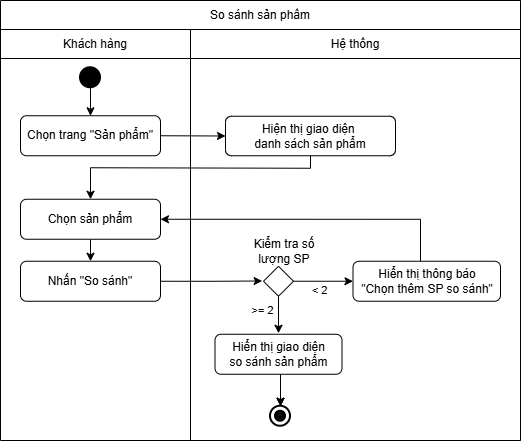 So sánh sản phẩm
Khách hàng
Hệ thống
Chọn trang "Sản phẩm"
Hiện thị giao diện
danh sách sản phẩm
Chọn sản phẩm
Kiểm tra số
lượng SP
Nhấn "So sánh"
< 2
Hiển thị thông báo
"Chọn thêm SP so sánh"
>= 2
Hiển thị giao diện
so sánh sản phẩm